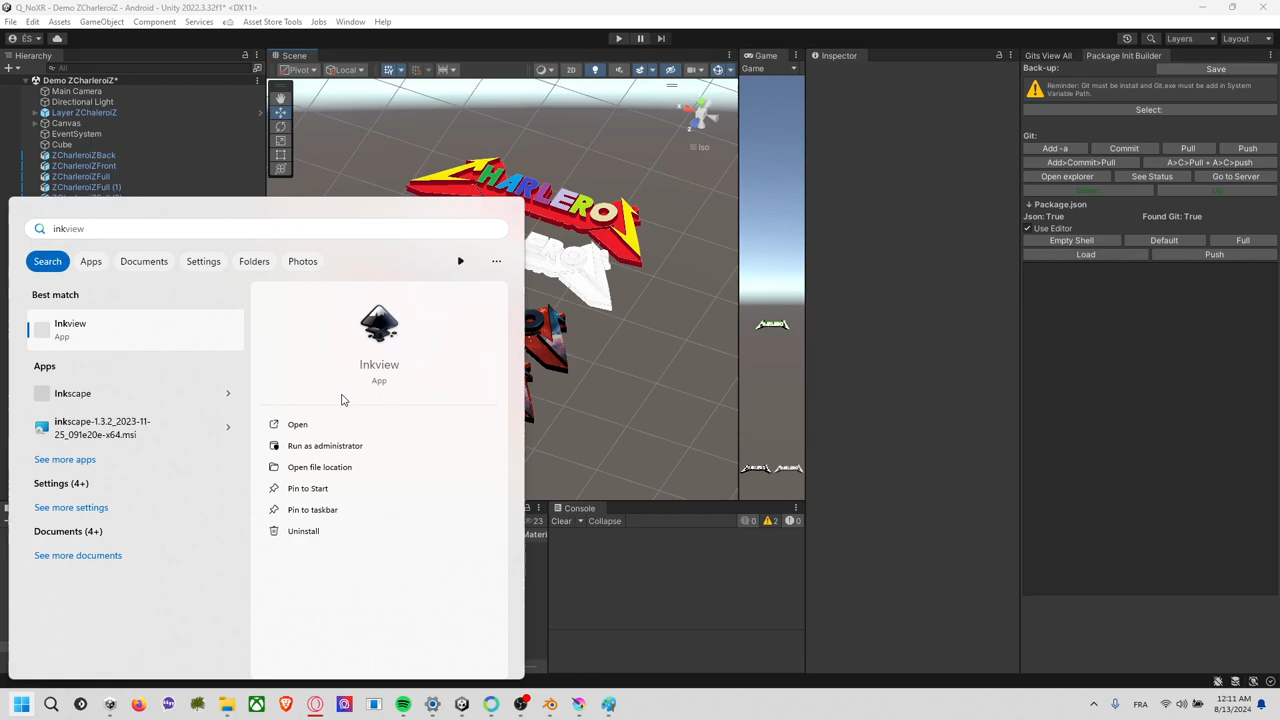 Q_NoXR - Demo ZCharleroiZ - Android - Unity 2022.3.32f1* <DX11>
File Edit Assets GameObject Component Services Asset Store Tools Jobs Window Help
ÉS
Layers Layout
Hierarchy
All
Demo ZCharleroiZ*
Main Camera
Directional Light
Layer ZChaleroiZ
Canvas
EventSystem
Cube
ZCharleroiZBack
ZCharleroiZFront
ZCharleroiZFull
ZCharleroiZFull (1)
Scene
Pivot Local 2D
x
z
Iso
HARLEROI
Game
Game
Inspector
Gits View All Package Init Builder
Back-up: Save
Reminder: Git must be install and Git.exe must be add in System
Variable Path.
Select:
Git:
Add -a Commit Pull Push
Add>Commit>Pull A>C>Pull + A>C>push
Open explorer See Status Go to Server
Package.json
Json: True Found Git: True
Use Editor
Empty Shell Default Full
Load Push
inkview
Search Apps Documents Settings Folders Photos
Best match
Inkview
App
Apps
Inkscape
inkscape-1.3.2_2023-11-
25_091e20e-x64.msi
See more apps
Settings (4+)
See more settings
Documents (4+)
See more documents
Inkview
App
Open
Run as administrator
Open file location
Pin to Start
Pin to taskbar
Uninstall
23
Materi
Console
Clear Collapse 0 2 0
FRA
12:11 AM
8/13/2024